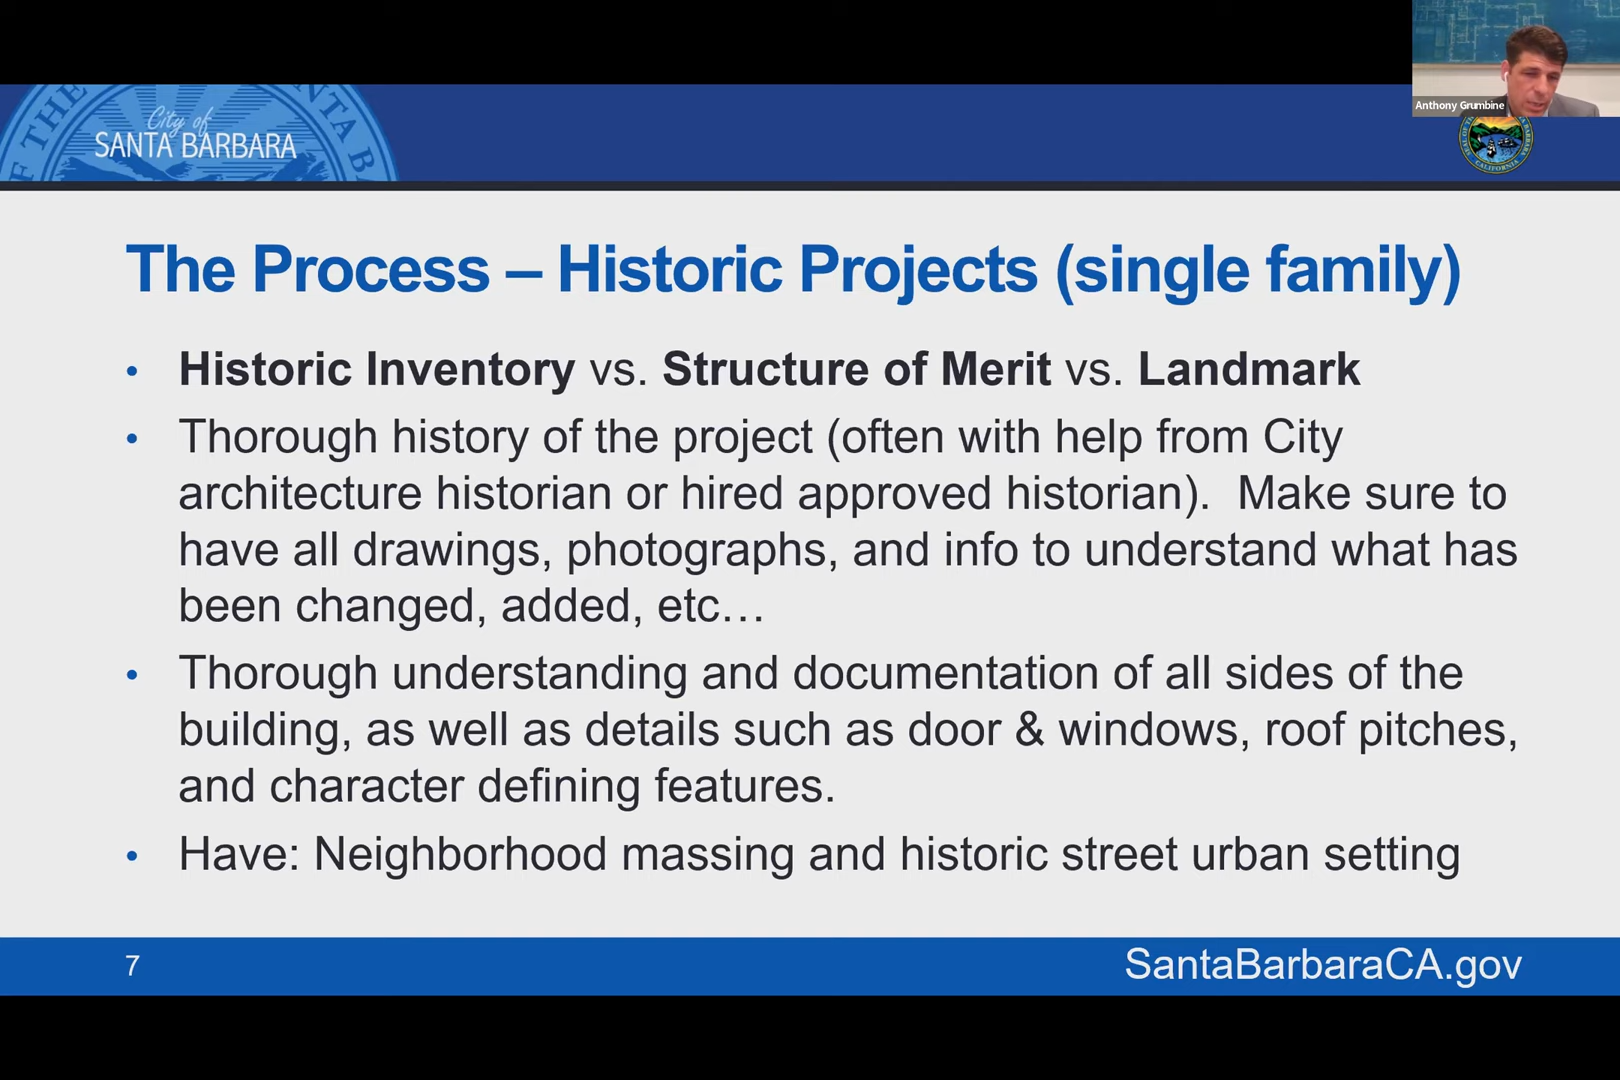 Anthony Grumbine
City of
SANTA BARBARA
The Process – Historic Projects (single family)
• Historic Inventory vs. Structure of Merit vs. Landmark
• Thorough history of the project (often with help from City
architecture historian or hired approved historian).  Make sure to
have all drawings, photographs, and info to understand what has
been changed, added, etc…
• Thorough understanding and documentation of all sides of the
building, as well as details such as door & windows, roof pitches,
and character defining features.
• Have: Neighborhood massing and historic street urban setting
7
SantaBarbaraCA.gov